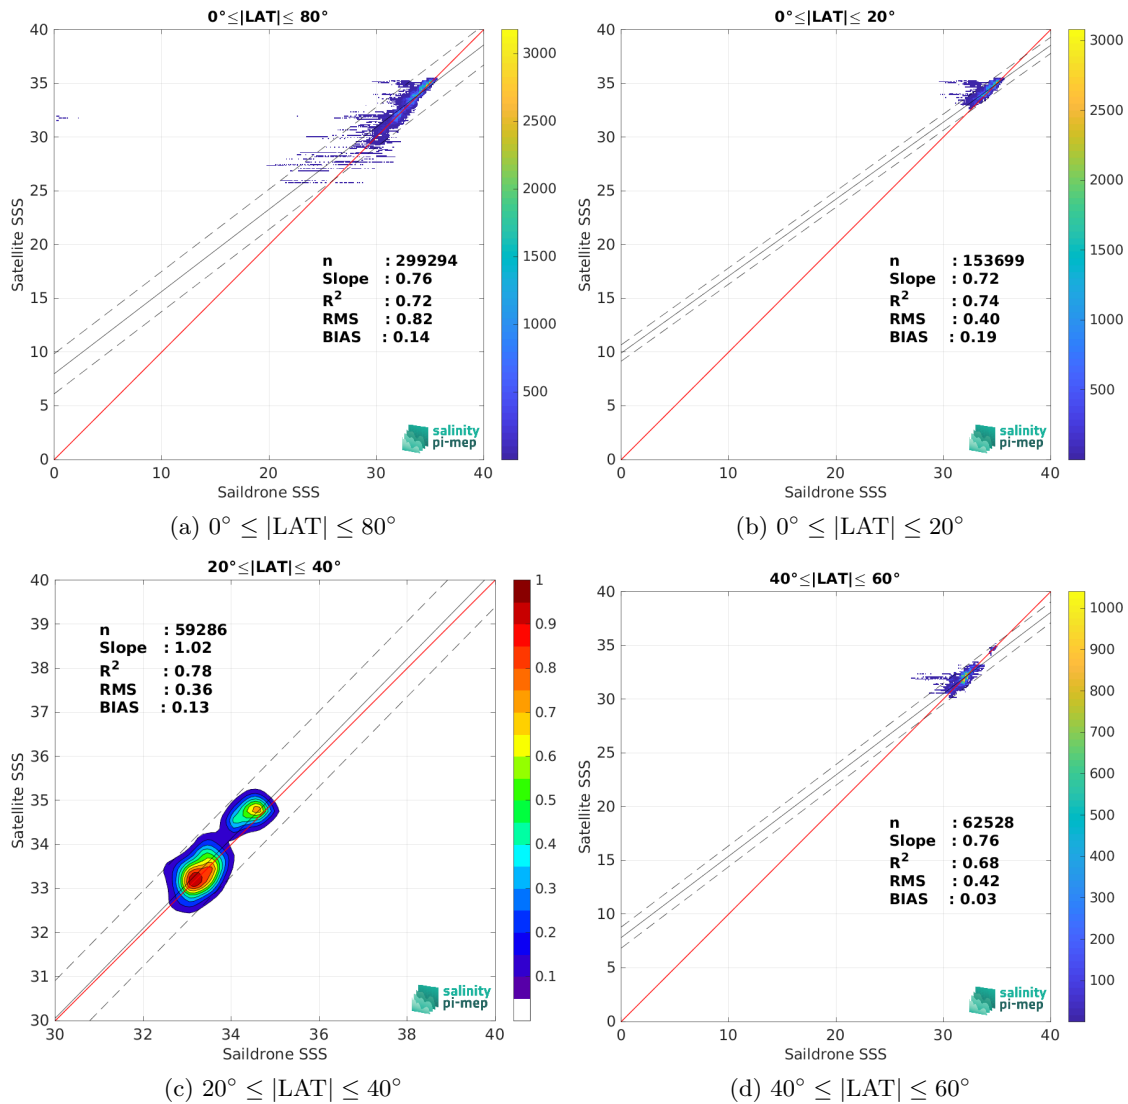 0°≤|LAT|≤ 80°
40
35
30
25
20
15
10
5
0
Satellite SSS
n : 299294
Slope : 0.76
R² : 0.72
RMS : 0.82
BIAS : 0.14
salinity
pi-mep
0 10 20 30 40
Saildrone SSS
3000
2500
2000
1500
1000
500
(a) 0° ≤ |LAT| ≤ 80°
0°≤|LAT|≤ 20°
40
35
30
25
20
15
10
5
0
Satellite SSS
n : 153699
Slope : 0.72
R² : 0.74
RMS : 0.40
BIAS : 0.19
salinity
pi-mep
0 10 20 30 40
Saildrone SSS
3000
2500
2000
1500
1000
500
(b) 0° ≤ |LAT| ≤ 20°
20°≤|LAT|≤ 40°
40
39
38
37
36
35
34
33
32
31
30
Satellite SSS
n : 59286
Slope : 1.02
R² : 0.78
RMS : 0.36
BIAS : 0.13
salinity
pi-mep
30 32 34 36 38 40
Saildrone SSS
1
0.9
0.8
0.7
0.6
0.5
0.4
0.3
0.2
0.1
(c) 20° ≤ |LAT| ≤ 40°
40°≤|LAT|≤ 60°
40
35
30
25
20
15
10
5
0
Satellite SSS
n : 62528
Slope : 0.76
R² : 0.68
RMS : 0.42
BIAS : 0.03
salinity
pi-mep
0 10 20 30 40
Saildrone SSS
1000
900
800
700
600
500
400
300
200
100
0
(d) 40° ≤ |LAT| ≤ 60°